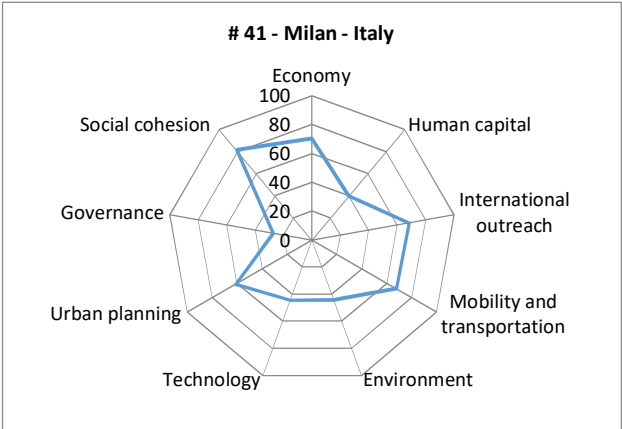 # 41 - Milan - Italy
Economy
100
80
60
40
20
0
Human capital
International
outreach
Mobility and
transportation
Environment
Technology
Urban planning
Governance
Social cohesion